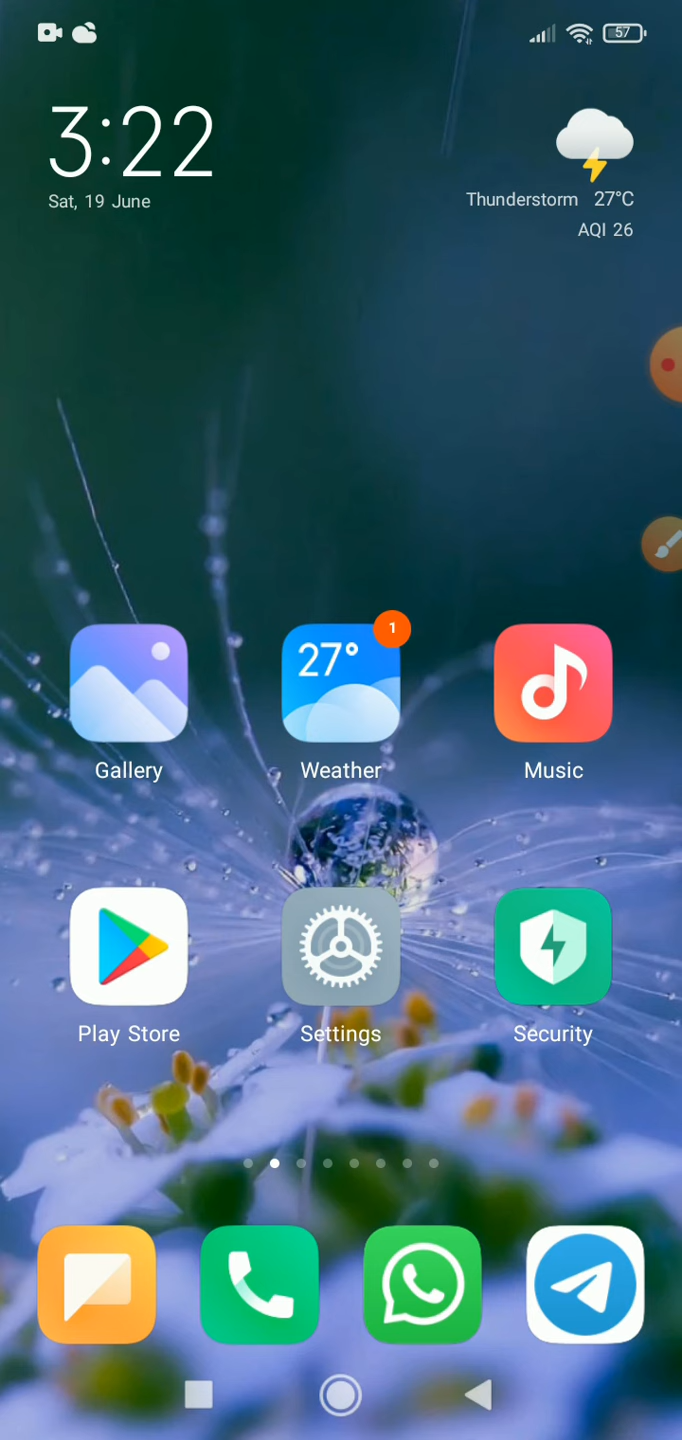 57
3:22
Sat, 19 June
Thunderstorm 27°C
AQI 26
27°
1
Gallery
Weather
Music
Play Store
Settings
Security